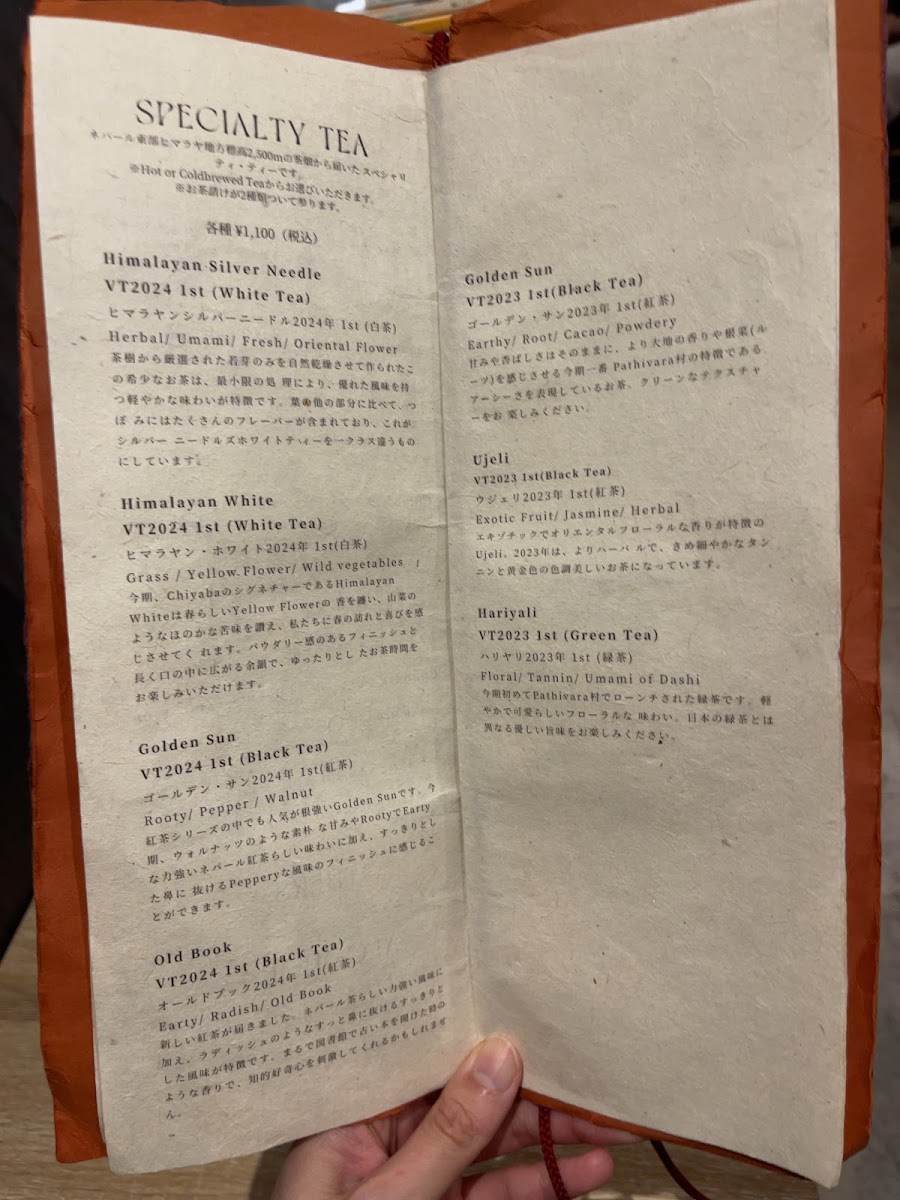 SPECIALTY TEA
ネパール東部ヒマラヤ地方標高2,500mの茶畑から届いた スペシャリ
ティ・ティーです。
※Hot or Coldbrewed Teaからお選びいただきます。
※お茶請けが2種類ついて参ります。
各種 ¥1,100（税込）
Himalayan Silver Needle
VT2024 1st (White Tea)
ヒマラヤンシルバーニードル2024年 1st (白茶)
Herbal/ Umami/ Fresh/ Oriental Flower
茶樹から厳選された若芽のみを自然乾燥させて作られたこ
の希少なお茶は、最小限の処 理により、優れた風味を持
つ軽やかな味わいが特徴です。葉の他の部分に比べて、つ
ぼ みにはたくさんのフレーバーが含まれており、これが
シルバー ニードルズホワイトティーを一クラス違うもの
にしています。
Himalayan White
VT2024 1st (White Tea)
ヒマラヤン・ホワイト2024年 1st(白茶)
Grass / Yellow Flower/ Wild vegetables /
今期、ChiyabaのシグネチャーであるHimalayan
Whiteは春らしいYellow Flowerの 香を纏い、山菜の
ようなほのかな苦味を讃え、私たちに春の訪れと喜びを感
じさせてく れます。パウダリー感のあるフィニッシュと
長く口の中に広がる余韻で、ゆったりとし たお茶時間を
お楽しみいただけます。
Golden Sun
VT2024 1st (Black Tea)
ゴールデン・サン2024年 1st(紅茶)
Rooty/ Pepper / Walnut
紅茶シリーズの中でも人気が根強いGolden Sunです。今
期、ウォルナッツのような素朴 な甘みやRootyでEarty
な力強いネパール紅茶らしい味わいに加え、すっきりとし
た鼻に 抜けるPepperyな風味のフィニッシュに感じるこ
とができます。
Old Book
VT2024 1st (Black Tea)
オールドブック2024年 1st(紅茶)
Earty/ Radish/ Old Book
新しい紅茶が届きました。ネパール茶らしい力強い風味に
加え、ラディッシュのようなすっと鼻に抜けるすっきりと
した風味が特徴です。まるで図書館で古い本を開けた時の
ような香りで、知的好奇心を刺激してくれるかもしれませ
ん。
Golden Sun
VT2023 1st(Black Tea)
ゴールデン・サン2023年 1st(紅茶)
Earthy/ Root/ Cacao/ Powdery
甘みや香ばしさはそのままに、より大地の香りや根菜(ル
ーツ)を感じさせる今期一番 Pathivara村の特徴である
アーシーさを表現しているお茶。クリーンなテクスチャ
ーをお 楽しみください。
Ujeli
VT2023 1st(Black Tea)
ウジェリ2023年 1st(紅茶)
Exotic Fruit/ Jasmine/ Herbal
エキゾチックでオリエンタルフローラルな香りが特徴の
Ujeli。2023年は、よりハーバ ルで、きめ細やかなタン
ニンと黄金色の色調美しいお茶になっています。
Hariyali
VT2023 1st (Green Tea)
ハリヤリ2023年 1st (緑茶)
Floral/ Tannin/ Umami of Dashi
今期初めてPathivara村でローンチされた緑茶です。軽
やかで可愛らしいフローラルな 味わい。日本の緑茶とは
異なる優しい旨味をお楽しみください。